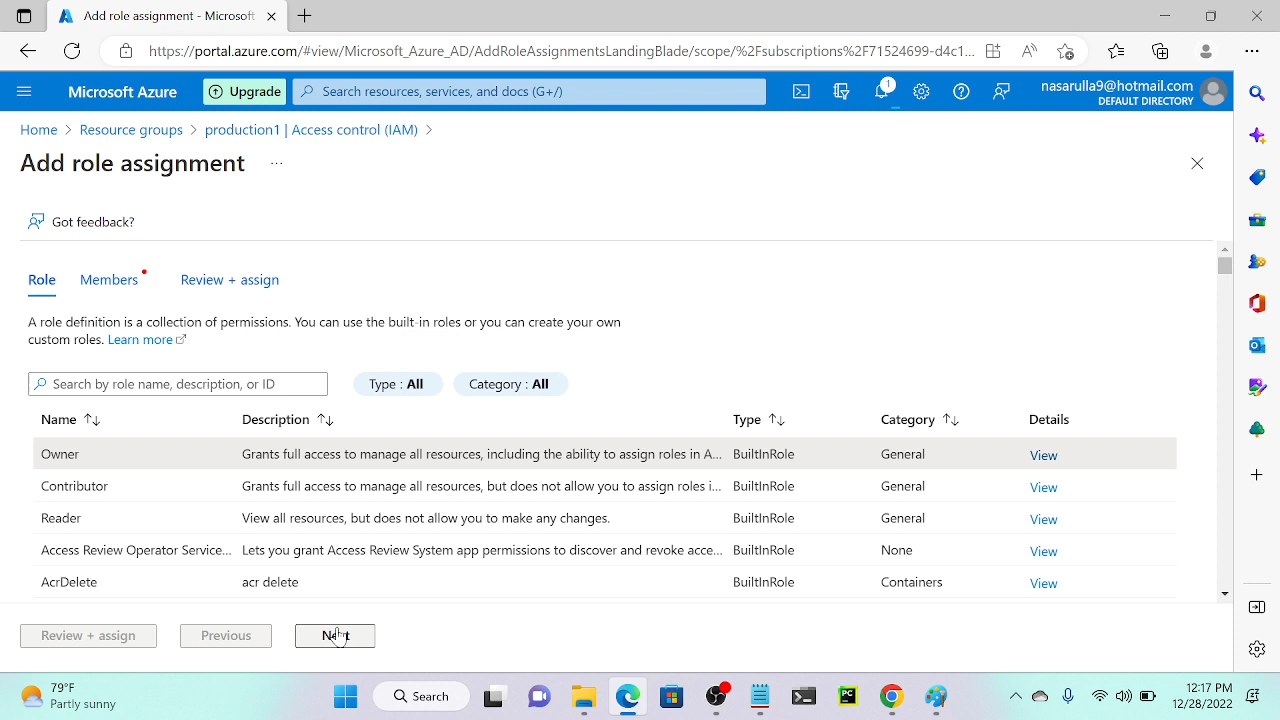 Add role assignment - Microsoft
https://portal.azure.com/#view/Microsoft_Azure_AD/AddRoleAssignmentsLandingBlade/scope/%2Fsubscriptions%2F71524699-d4c1...
Microsoft Azure
Upgrade
Search resources, services, and docs (G+/)
1
nasarulla9@hotmail.com
DEFAULT DIRECTORY
Home > Resource groups > production1 | Access control (IAM) >
Add role assignment ...
Got feedback?
Role Members Review + assign
A role definition is a collection of permissions. You can use the built-in roles or you can create your own
custom roles. Learn more
Search by role name, description, or ID
Type : All
Category : All
Name Description Type Category Details
Owner Grants full access to manage all resources, including the ability to assign roles in A... BuiltInRole General View
Contributor Grants full access to manage all resources, but does not allow you to assign roles i... BuiltInRole General View
Reader View all resources, but does not allow you to make any changes. BuiltInRole General View
Access Review Operator Service... Lets you grant Access Review System app permissions to discover and revoke acce... BuiltInRole None View
AcrDelete acr delete BuiltInRole Containers View
Review + assign Previous Next
79°F
Partly sunny
Search
PC
12:17 PM
12/28/2022